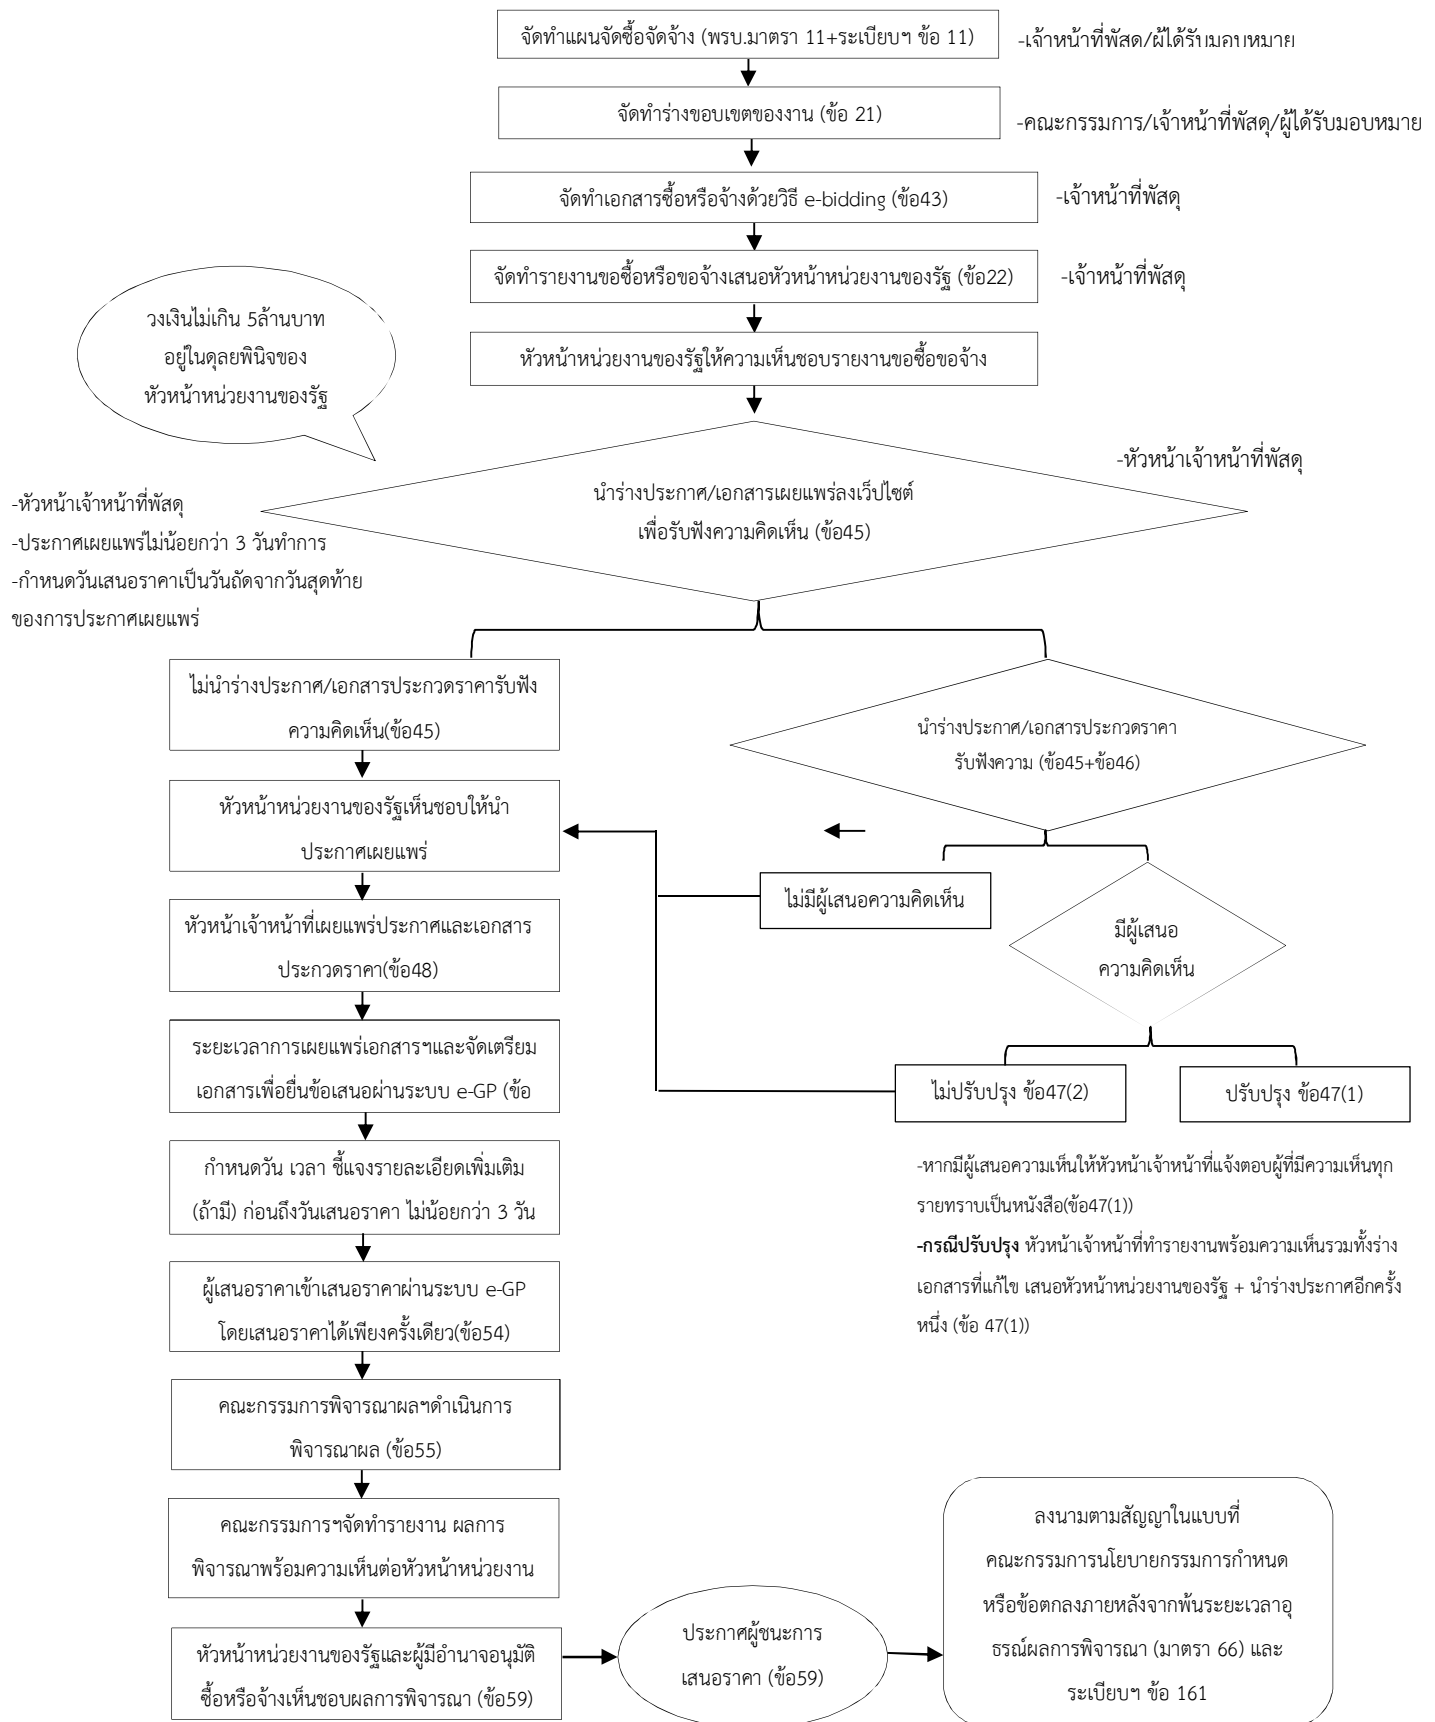 จัดทำแผนจัดซื้อจัดจ้าง (พรบ.มาตรา 11+ระเบียบฯ ข้อ 11)
-เจ้าหน้าที่พัสดุ/ผู้ได้รับมอบหมาย
จัดทำร่างขอบเขตของงาน (ข้อ 21)
-คณะกรรมการ/เจ้าหน้าที่พัสดุ/ผู้ได้รับมอบหมาย
จัดทำเอกสารซื้อหรือจ้างด้วยวิธี e-bidding (ข้อ43)
-เจ้าหน้าที่พัสดุ
จัดทำรายงานขอซื้อหรือขอจ้างเสนอหัวหน้าหน่วยงานของรัฐ (ข้อ22)
-เจ้าหน้าที่พัสดุ
วงเงินไม่เกิน 5ล้านบาท
อยู่ในดุลยพินิจของ
หัวหน้าหน่วยงานของรัฐ
หัวหน้าหน่วยงานของรัฐให้ความเห็นชอบรายงานขอซื้อขอจ้าง
-หัวหน้าเจ้าหน้าที่พัสดุ
นำร่างประกาศ/เอกสารเผยแพร่ลงเว็ปไซต์
เพื่อรับฟังความคิดเห็น (ข้อ45)
-หัวหน้าเจ้าหน้าที่พัสดุ
-ประกาศเผยแพร่ไม่น้อยกว่า 3 วันทำการ
-กำหนดวันเสนอราคาเป็นวันถัดจากวันสุดท้าย
ของการประกาศเผยแพร่
ไม่นำร่างประกาศ/เอกสารประกวดราคารับฟัง
ความคิดเห็น(ข้อ45)
นำร่างประกาศ/เอกสารประกวดราคา
รับฟังความ (ข้อ45+ข้อ46)
หัวหน้าหน่วยงานของรัฐเห็นชอบให้นำ
ประกาศเผยแพร่
ไม่มีผู้เสนอความคิดเห็น
มีผู้เสนอ
ความคิดเห็น
หัวหน้าเจ้าหน้าที่เผยแพร่ประกาศและเอกสาร
ประกวดราคา(ข้อ48)
ระยะเวลาการเผยแพร่เอกสารฯและจัดเตรียม
เอกสารเพื่อยื่นข้อเสนอผ่านระบบ e-GP (ข้อ
ไม่ปรับปรุง ข้อ47(2)
ปรับปรุง ข้อ47(1)
กำหนดวัน เวลา ชี้แจงรายละเอียดเพิ่มเติม
(ถ้ามี) ก่อนถึงวันเสนอราคา ไม่น้อยกว่า 3 วัน
-หากมีผู้เสนอความเห็นให้หัวหน้าเจ้าหน้าที่แจ้งตอบผู้ที่มีความเห็นทุก
รายทราบเป็นหนังสือ(ข้อ47(1))
-กรณีปรับปรุง หัวหน้าเจ้าหน้าที่ทำรายงานพร้อมความเห็นรวมทั้งร่าง
เอกสารที่แก้ไข เสนอหัวหน้าหน่วยงานของรัฐ + นำร่างประกาศอีกครั้ง
หนึ่ง (ข้อ 47(1))
ผู้เสนอราคาเข้าเสนอราคาผ่านระบบ e-GP
โดยเสนอราคาได้เพียงครั้งเดียว(ข้อ54)
คณะกรรมการพิจารณาผลฯดำเนินการ
พิจารณาผล (ข้อ55)
คณะกรรมการฯจัดทำรายงาน ผลการ
พิจารณาพร้อมความเห็นต่อหัวหน้าหน่วยงาน
หัวหน้าหน่วยงานของรัฐและผู้มีอำนาจอนุมัติ
ซื้อหรือจ้างเห็นชอบผลการพิจารณา (ข้อ59)
ประกาศผู้ชนะการ
เสนอราคา (ข้อ59)
ลงนามตามสัญญาในแบบที่
คณะกรรมการนโยบายกรรมการกำหนด
หรือข้อตกลงภายหลังจากพ้นระยะเวลาอุ
ธรณ์ผลการพิจารณา (มาตรา 66) และ
ระเบียบฯ ข้อ 161